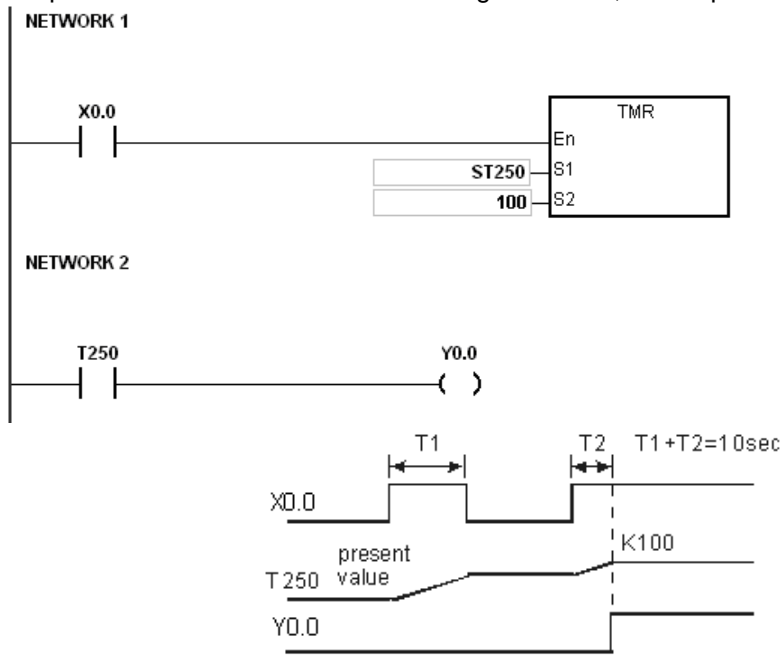 NETWORK 1
X0.0
TMR
En
ST250 S1
100 S2
NETWORK 2
T250 Y0.0
T1 T2 T1+T2=10sec
X0.0
K100
present
T250 value
Y0.0